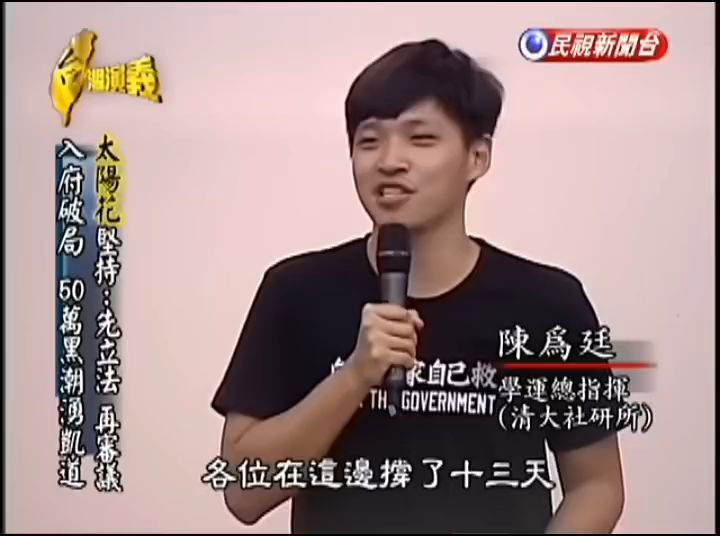 台灣演義
民視新聞台
太陽花堅持:先立法 再審議
入府破局 50萬黑潮湧凱道
陳爲廷
學運總指揮
(清大社研所)
家自己救
TH GOVERNMENT
各位在這邊撐了十三天